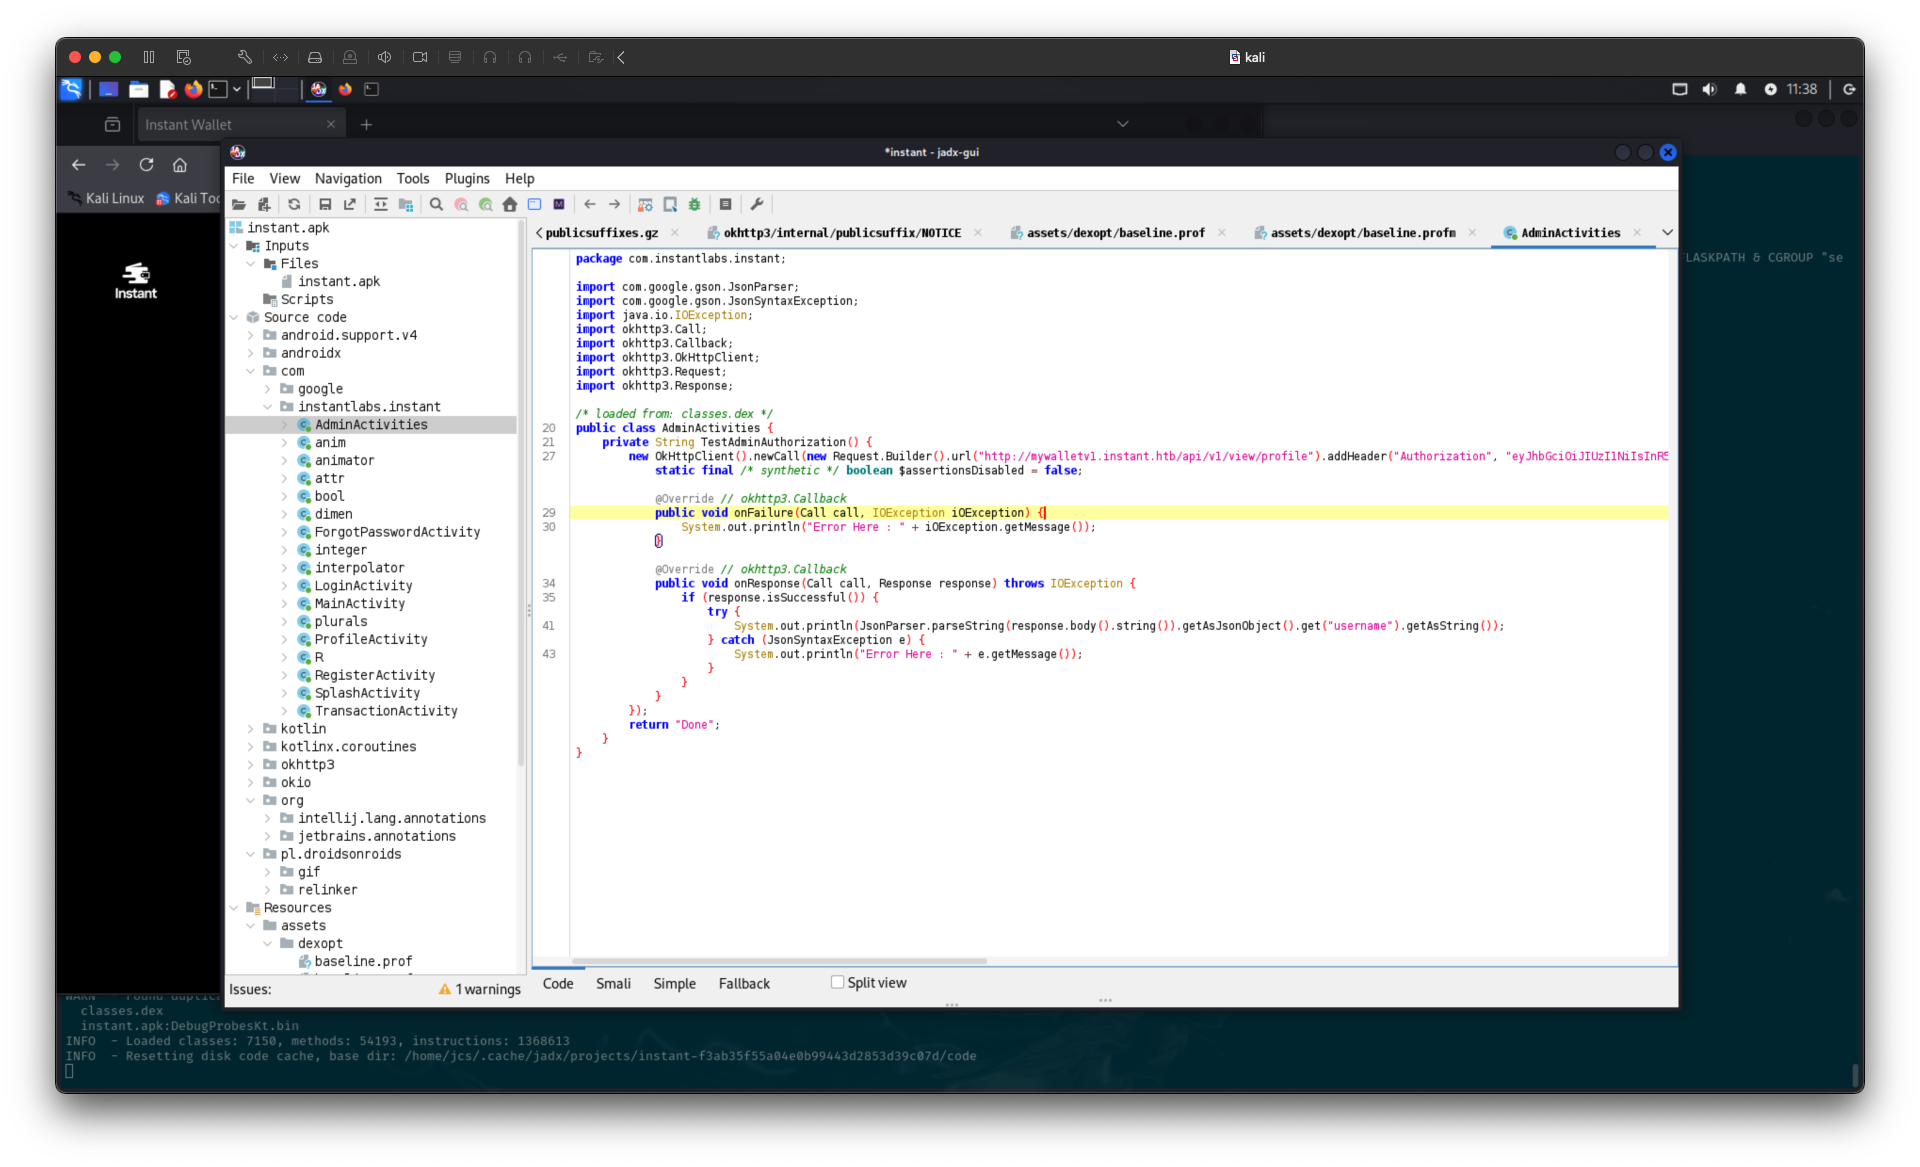 kali
11:38
Instant Wallet
Kali Linux
Kali Too
*instant - jadx-gui
File View Navigation Tools Plugins Help
Instant
instant.apk
Inputs
Files
instant.apk
Scripts
Source code
android.support.v4
androidx
com
google
instantlabs.instant
AdminActivities
anim
animator
attr
bool
dimen
ForgotPasswordActivity
integer
interpolator
LoginActivity
MainActivity
plurals
ProfileActivity
R
RegisterActivity
SplashActivity
TransactionActivity
kotlin
kotlinx.coroutines
okhttp3
okio
org
intellij.lang.annotations
jetbrains.annotations
pl.droidsonroids
gif
relinker
Resources
assets
dexopt
baseline.prof
Issues: 1 warnings
publicsuffixes.gz okhttp3/internal/publicsuffix/NOTICE assets/dexopt/baseline.prof assets/dexopt/baseline.profm AdminActivities
package com.instantlabs.instant;
import com.google.gson.JsonParser;
import com.google.gson.JsonSyntaxException;
import java.io.IOException;
import okhttp3.Call;
import okhttp3.Callback;
import okhttp3.OkHttpClient;
import okhttp3.Request;
import okhttp3.Response;
/* loaded from: classes.dex */
20 public class AdminActivities {
21 private String TestAdminAuthorization() {
27 new OkHttpClient().newCall(new Request.Builder().url("http://mywalletv1.instant.htb/api/v1/view/profile").addHeader("Authorization", "eyJhbGciOiJIUzI1NiIsInR5
static final /* synthetic */ boolean $assertionsDisabled = false;
@Override // okhttp3.Callback
29 public void onFailure(Call call, IOException iOException) {
30 System.out.println("Error Here : " + iOException.getMessage());
}
@Override // okhttp3.Callback
34 public void onResponse(Call call, Response response) throws IOException {
35 if (response.isSuccessful()) {
try {
41 System.out.println(JsonParser.parseString(response.body().string()).getAsJsonObject().get("username").getAsString());
} catch (JsonSyntaxException e) {
43 System.out.println("Error Here : " + e.getMessage());
}
}
}
});
return "Done";
}
}
Code Smali Simple Fallback Split view
LASKPATH & CGROUP "se
classes.dex
instant.apk:DebugProbesKt.bin
INFO - Loaded classes: 7150, methods: 54193, instructions: 1368613
INFO - Resetting disk code cache, base dir: /home/jcs/.cache/jadx/projects/instant-f3ab35f55a04e0b99443d2853d39c07d/code